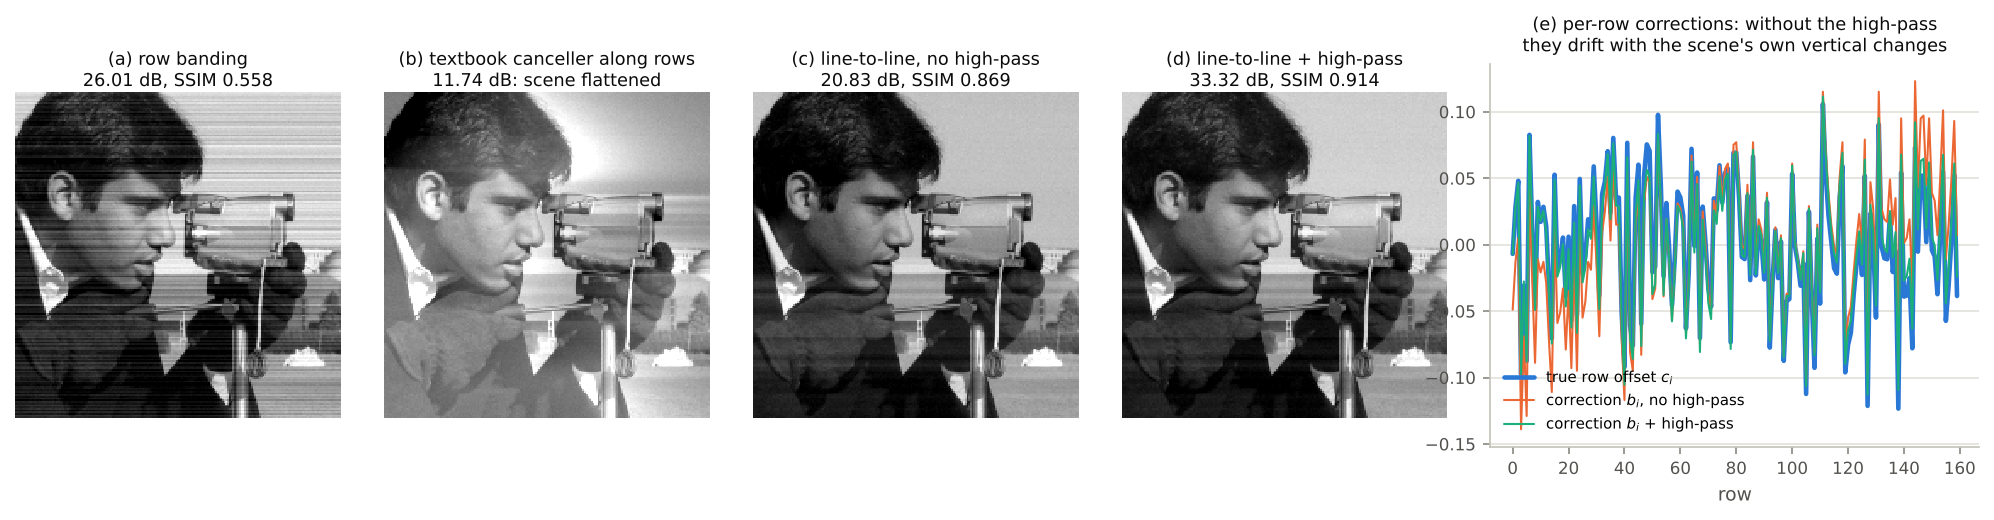 (a) row banding
26.01 dB, SSIM 0.558
(b) textbook canceller along rows
11.74 dB: scene flattened
(c) line-to-line, no high-pass
20.83 dB, SSIM 0.869
(d) line-to-line + high-pass
33.32 dB, SSIM 0.914
(e) per-row corrections: without the high-pass
they drift with the scene's own vertical changes
0.10
0.05
0.00
0.05
−0.10
−0.15
true row offset cᵢ
correction bᵢ, no high-pass
correction bᵢ + high-pass
0 20 40 60 80 100 120 140 160
row